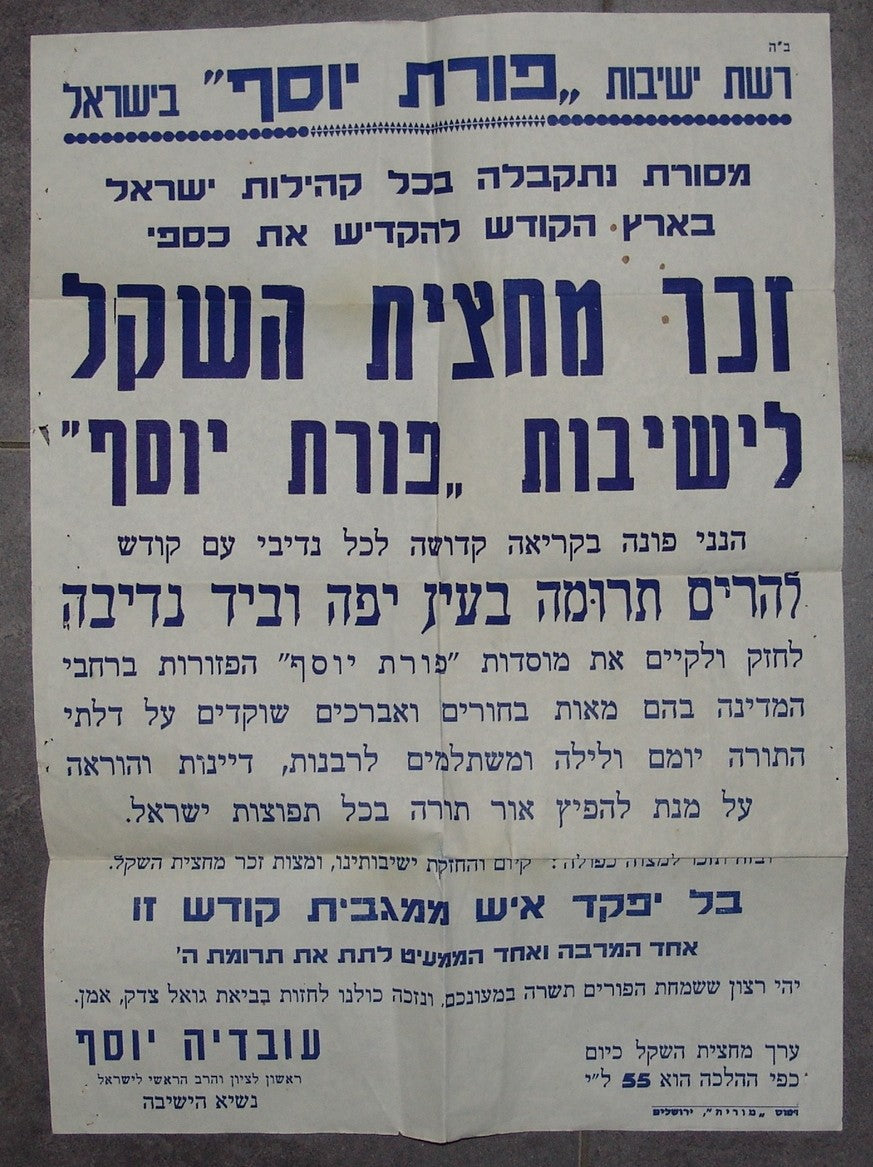 ב"ה
רשת ישיבות „פורת יוסף" בישראל
מסורת נתקבלה בכל קהילות ישראל
בארץ הקודש להקדיש את כספי
זכר מחצית השקל
לישיבות „פורת יוסף"
הנני פונה בקריאה קדושה לכל נדיבי עם קודש
להרים תרומה בעין יפה וביד נדיבה
לחזק ולקיים את מוסדות "פורת יוסף" הפזורות ברחבי
המדינה בהם מאות בחורים ואברכים שוקדים על דלתי
התורה יומם ולילה ומשתלמים לרבנות, דיינות והוראה
על מנת להפיץ אור תורה בכל תפוצות ישראל.
קיום והחזקת ישיבותינו, ומצות זכר מחצית השקל.
בל יפקד איש ממגבית קודש זו
אחד המרבה ואחד הממעיט לתת את תרומת ה'
יהי רצון ששמחת הפורים תשרה במעונכם, ונזכה כולנו לחזות בביאת גואל צדק, אמן.
עובדיה יוסף
ראשון לציון והרב הראשי לישראל
נשיא הישיבה
ערך מחצית השקל כיום
כפי ההלכה הוא 55 ל"י
דפוס „מורית", ירושלים